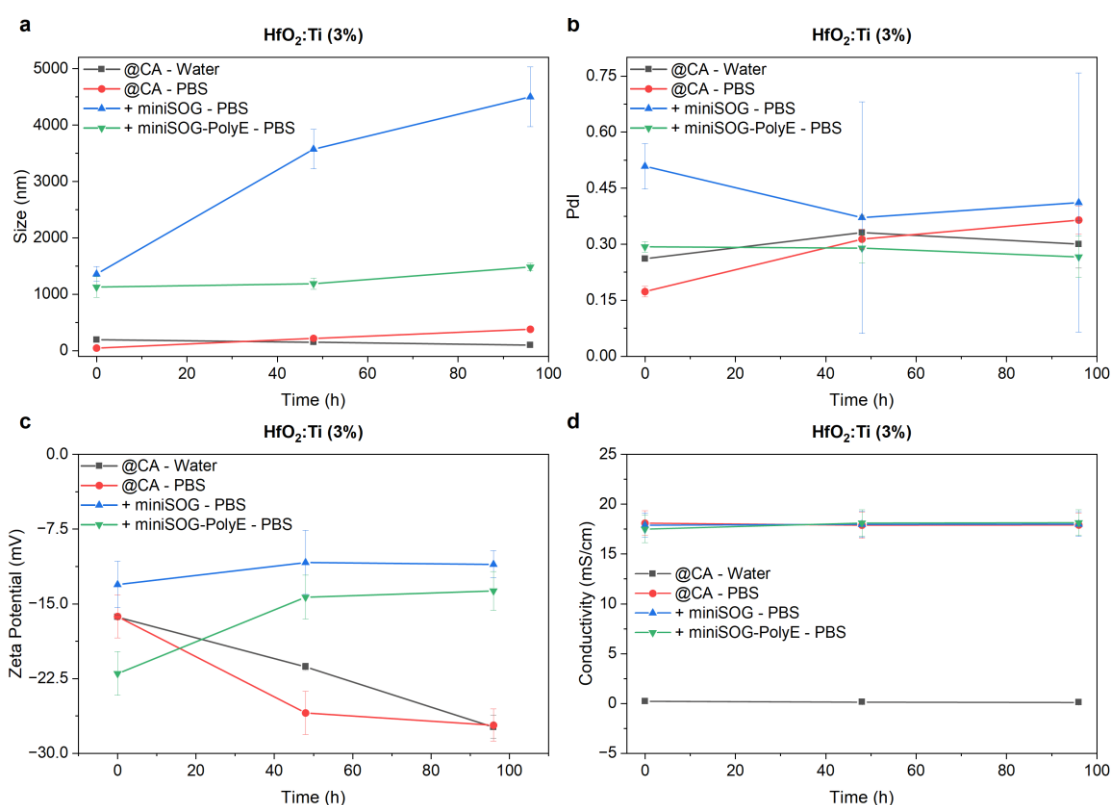 a
HfO₂:Ti (3%)
@CA - Water
@CA - PBS
+ miniSOG - PBS
+ miniSOG-PolyE - PBS
5000
4000
3000
2000
1000
0
Size (nm)
0 20 40 60 80 100
Time (h)
b
HfO₂:Ti (3%)
@CA - Water
@CA - PBS
+ miniSOG - PBS
+ miniSOG-PolyE - PBS
0.75
0.60
0.45
0.30
0.15
0.00
PdI
0 20 40 60 80 100
Time (h)
c
HfO₂:Ti (3%)
@CA - Water
@CA - PBS
+ miniSOG - PBS
+ miniSOG-PolyE - PBS
0.0
−7.5
−15.0
−22.5
−30.0
Zeta Potential (mV)
0 20 40 60 80 100
Time (h)
d
HfO₂:Ti (3%)
25
20
15
10
5
0
−5
Conductivity (mS/cm)
@CA - Water
@CA - PBS
+ miniSOG - PBS
+ miniSOG-PolyE - PBS
0 20 40 60 80 100
Time (h)